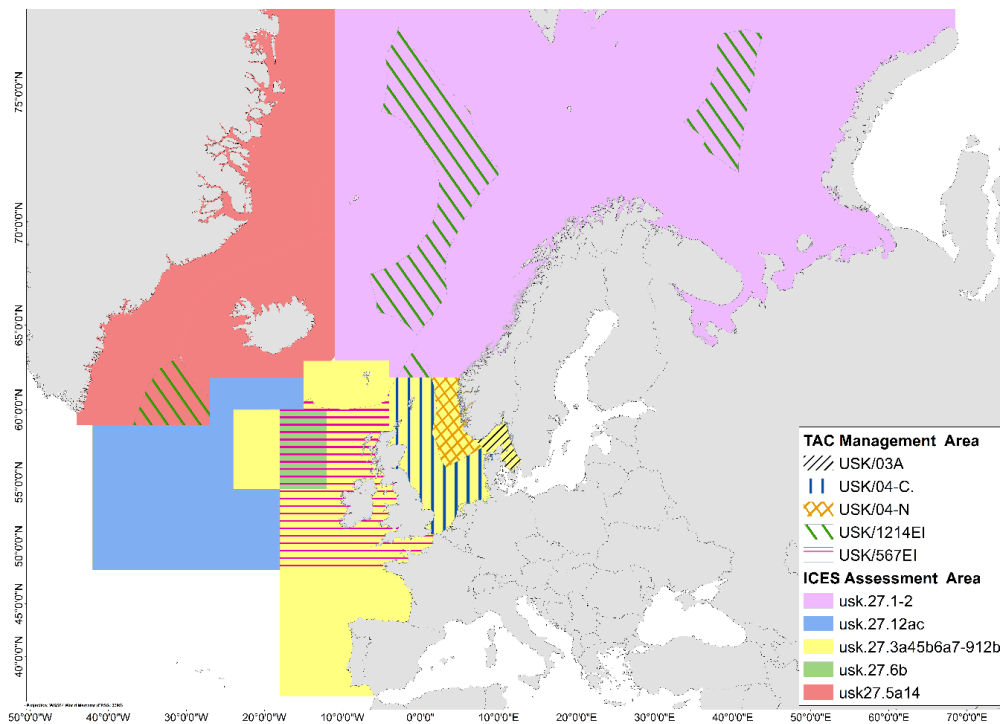 75°0'0"N
70°0'0"N
65°0'0"N
60°0'0"N
55°0'0"N
50°0'0"N
45°0'0"N
40°0'0"N
TAC Management Area
USK/03A
USK/04-C.
USK/04-N
USK/1214EI
USK/567EI
ICES Assessment Area
usk.27.1-2
usk.27.12ac
usk.27.3a45b6a7-912b
usk.27.6b
usk27.5a14
50°0'0"W
40°0'0"W
30°0'0"W
20°0'0"W
10°0'0"W
0°0'0"
10°0'0"E
20°0'0"E
30°0'0"E
40°0'0"E
50°0'0"E
60°0'0"E
70°0'0"E